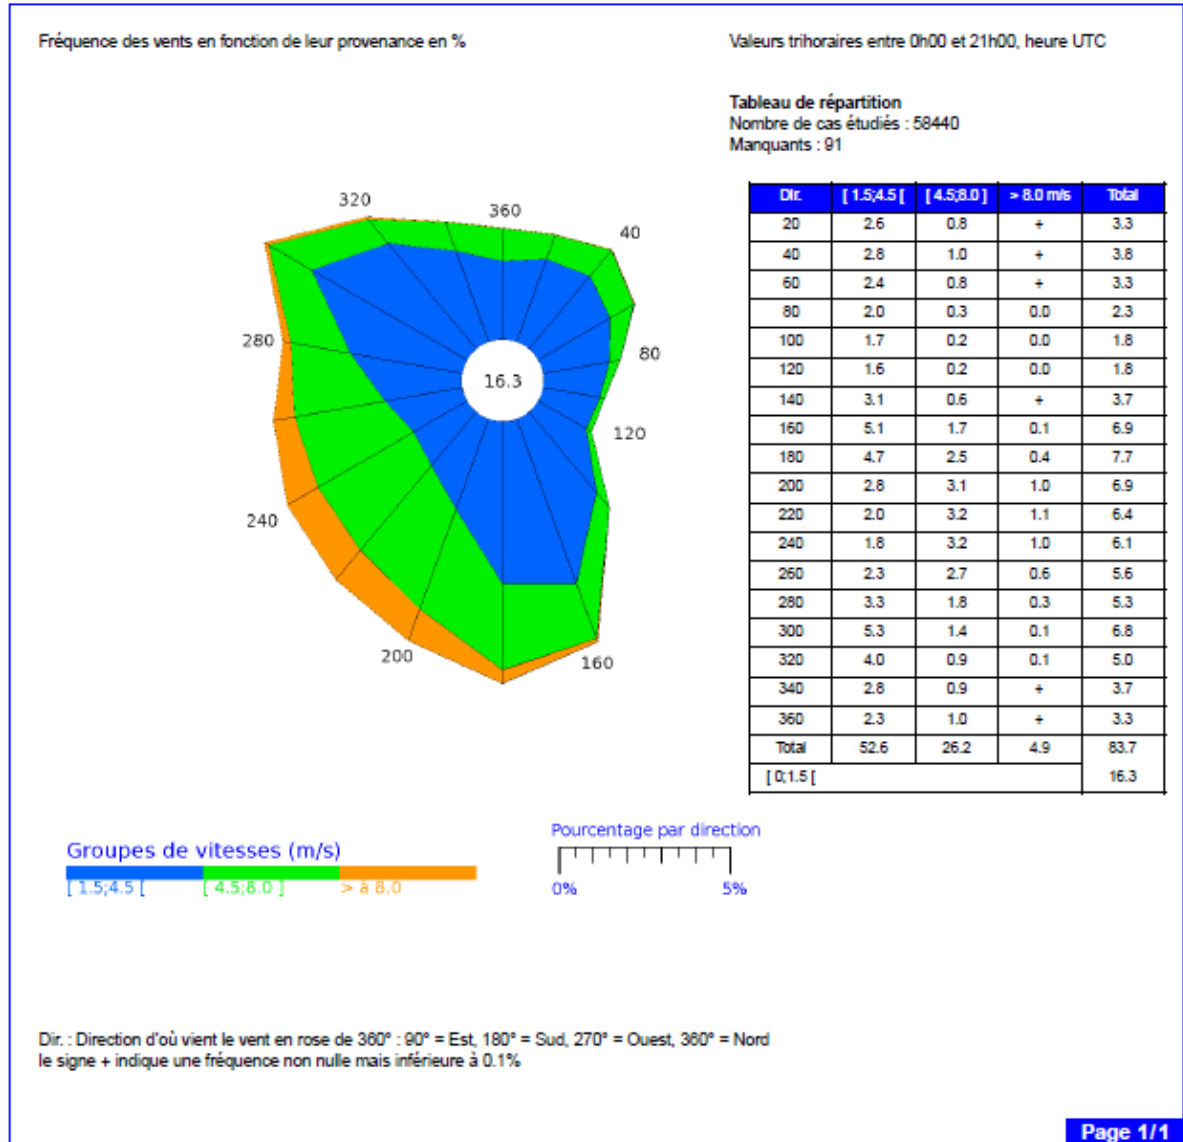 Fréquence des vents en fonction de leur provenance en %
Valeurs trihoraires entre 0h00 et 21h00, heure UTC
Tableau de répartition
Nombre de cas étudiés : 58440
Manquants : 91
320
360
40
280
80
16.3
120
240
200
160
Dir. [ 1.5;4.5 [ [ 4.5;8.0 ] > 8.0 m/s Total
20 2.6 0.8 + 3.3
40 2.8 1.0 + 3.8
60 2.4 0.8 + 3.3
80 2.0 0.3 0.0 2.3
100 1.7 0.2 0.0 1.8
120 1.6 0.2 0.0 1.8
140 3.1 0.6 + 3.7
160 5.1 1.7 0.1 6.9
180 4.7 2.5 0.4 7.7
200 2.8 3.1 1.0 6.9
220 2.0 3.2 1.1 6.4
240 1.8 3.2 1.0 6.1
260 2.3 2.7 0.6 5.6
280 3.3 1.8 0.3 5.3
300 5.3 1.4 0.1 6.8
320 4.0 0.9 0.1 5.0
340 2.8 0.9 + 3.7
360 2.3 1.0 + 3.3
Total 52.6 26.2 4.9 83.7
[ 0;1.5 [ 16.3
Groupes de vitesses (m/s)
[ 1.5;4.5 [ [ 4.5;8.0 ] > à 8.0
Pourcentage par direction
0% 5%
Dir. : Direction d'où vient le vent en rose de 360° : 90° = Est, 180° = Sud, 270° = Ouest, 360° = Nord
le signe + indique une fréquence non nulle mais inférieure à 0.1%
Page 1/1